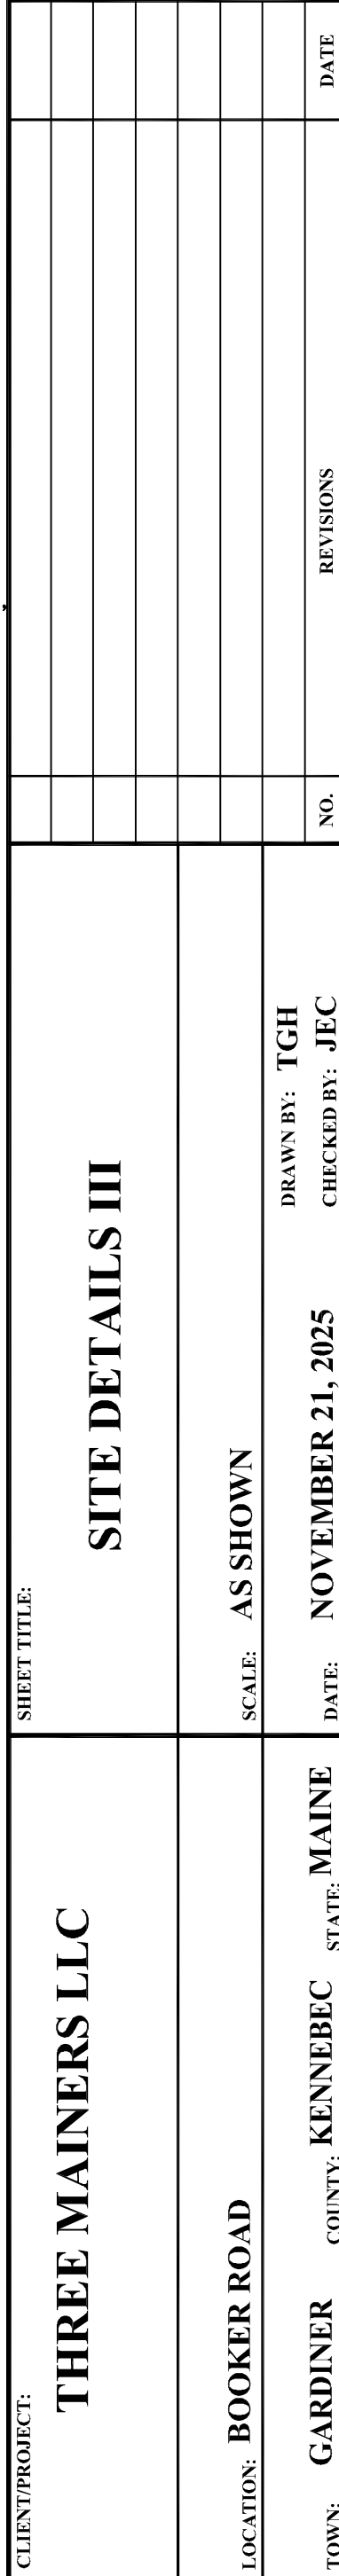 CLIENT/PROJECT:
THREE MAINERS LLC
LOCATION: BOOKER ROAD
TOWN: GARDINER COUNTY: KENNEBEC STATE: MAINE
SHEET TITLE:
SITE DETAILS III
SCALE: AS SHOWN
DRAWN BY: TGH
DATE: NOVEMBER 21, 2025 CHECKED BY: JEC
NO. REVISIONS DATE